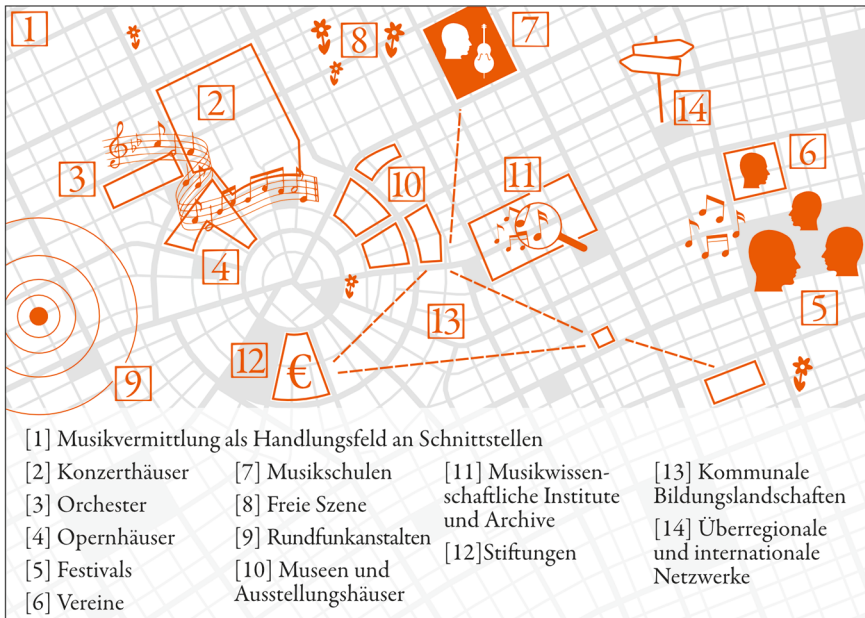 [1]
[2]
[3]
[4]
[5]
[6]
[7]
[8]
[9]
[10]
[11]
[12]
€
[13]
[14]
[1] Musikvermittlung als Handlungsfeld an Schnittstellen
[2] Konzerthäuser
[3] Orchester
[4] Opernhäuser
[5] Festivals
[6] Vereine
[7] Musikschulen
[8] Freie Szene
[9] Rundfunkanstalten
[10] Museen und
Ausstellungshäuser
[11] Musikwissen-
schaftliche Institute
und Archive
[12]Stiftungen
[13] Kommunale
Bildungslandschaften
[14] Überregionale
und internationale
Netzwerke